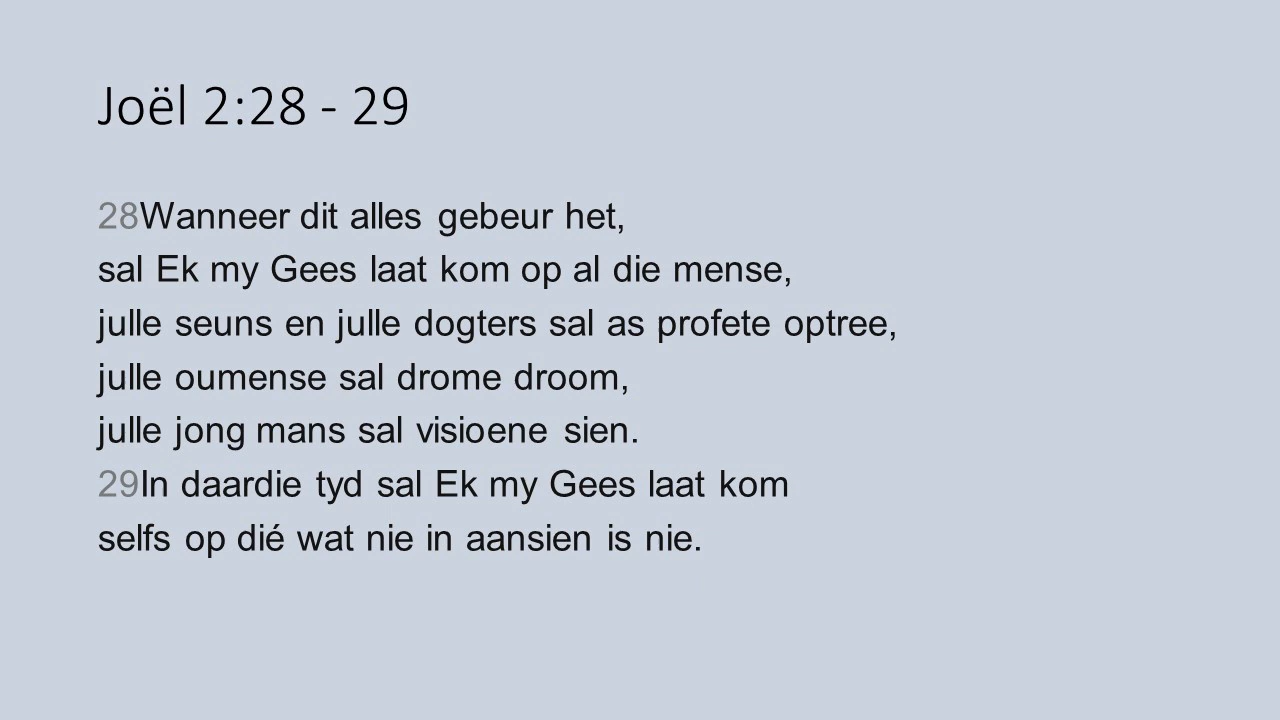 Joël 2:28 - 29
28Wanneer dit alles gebeur het,
sal Ek my Gees laat kom op al die mense,
julle seuns en julle dogters sal as profete optree,
julle oumense sal drome droom,
julle jong mans sal visioene sien.
29In daardie tyd sal Ek my Gees laat kom
selfs op dié wat nie in aansien is nie.